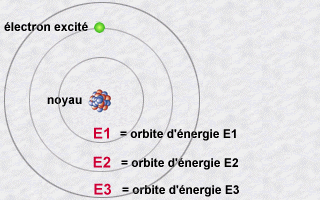 électron excité
noyau
E1 = orbite d'énergie E1
E2 = orbite d'énergie E2
E3 = orbite d'énergie E3